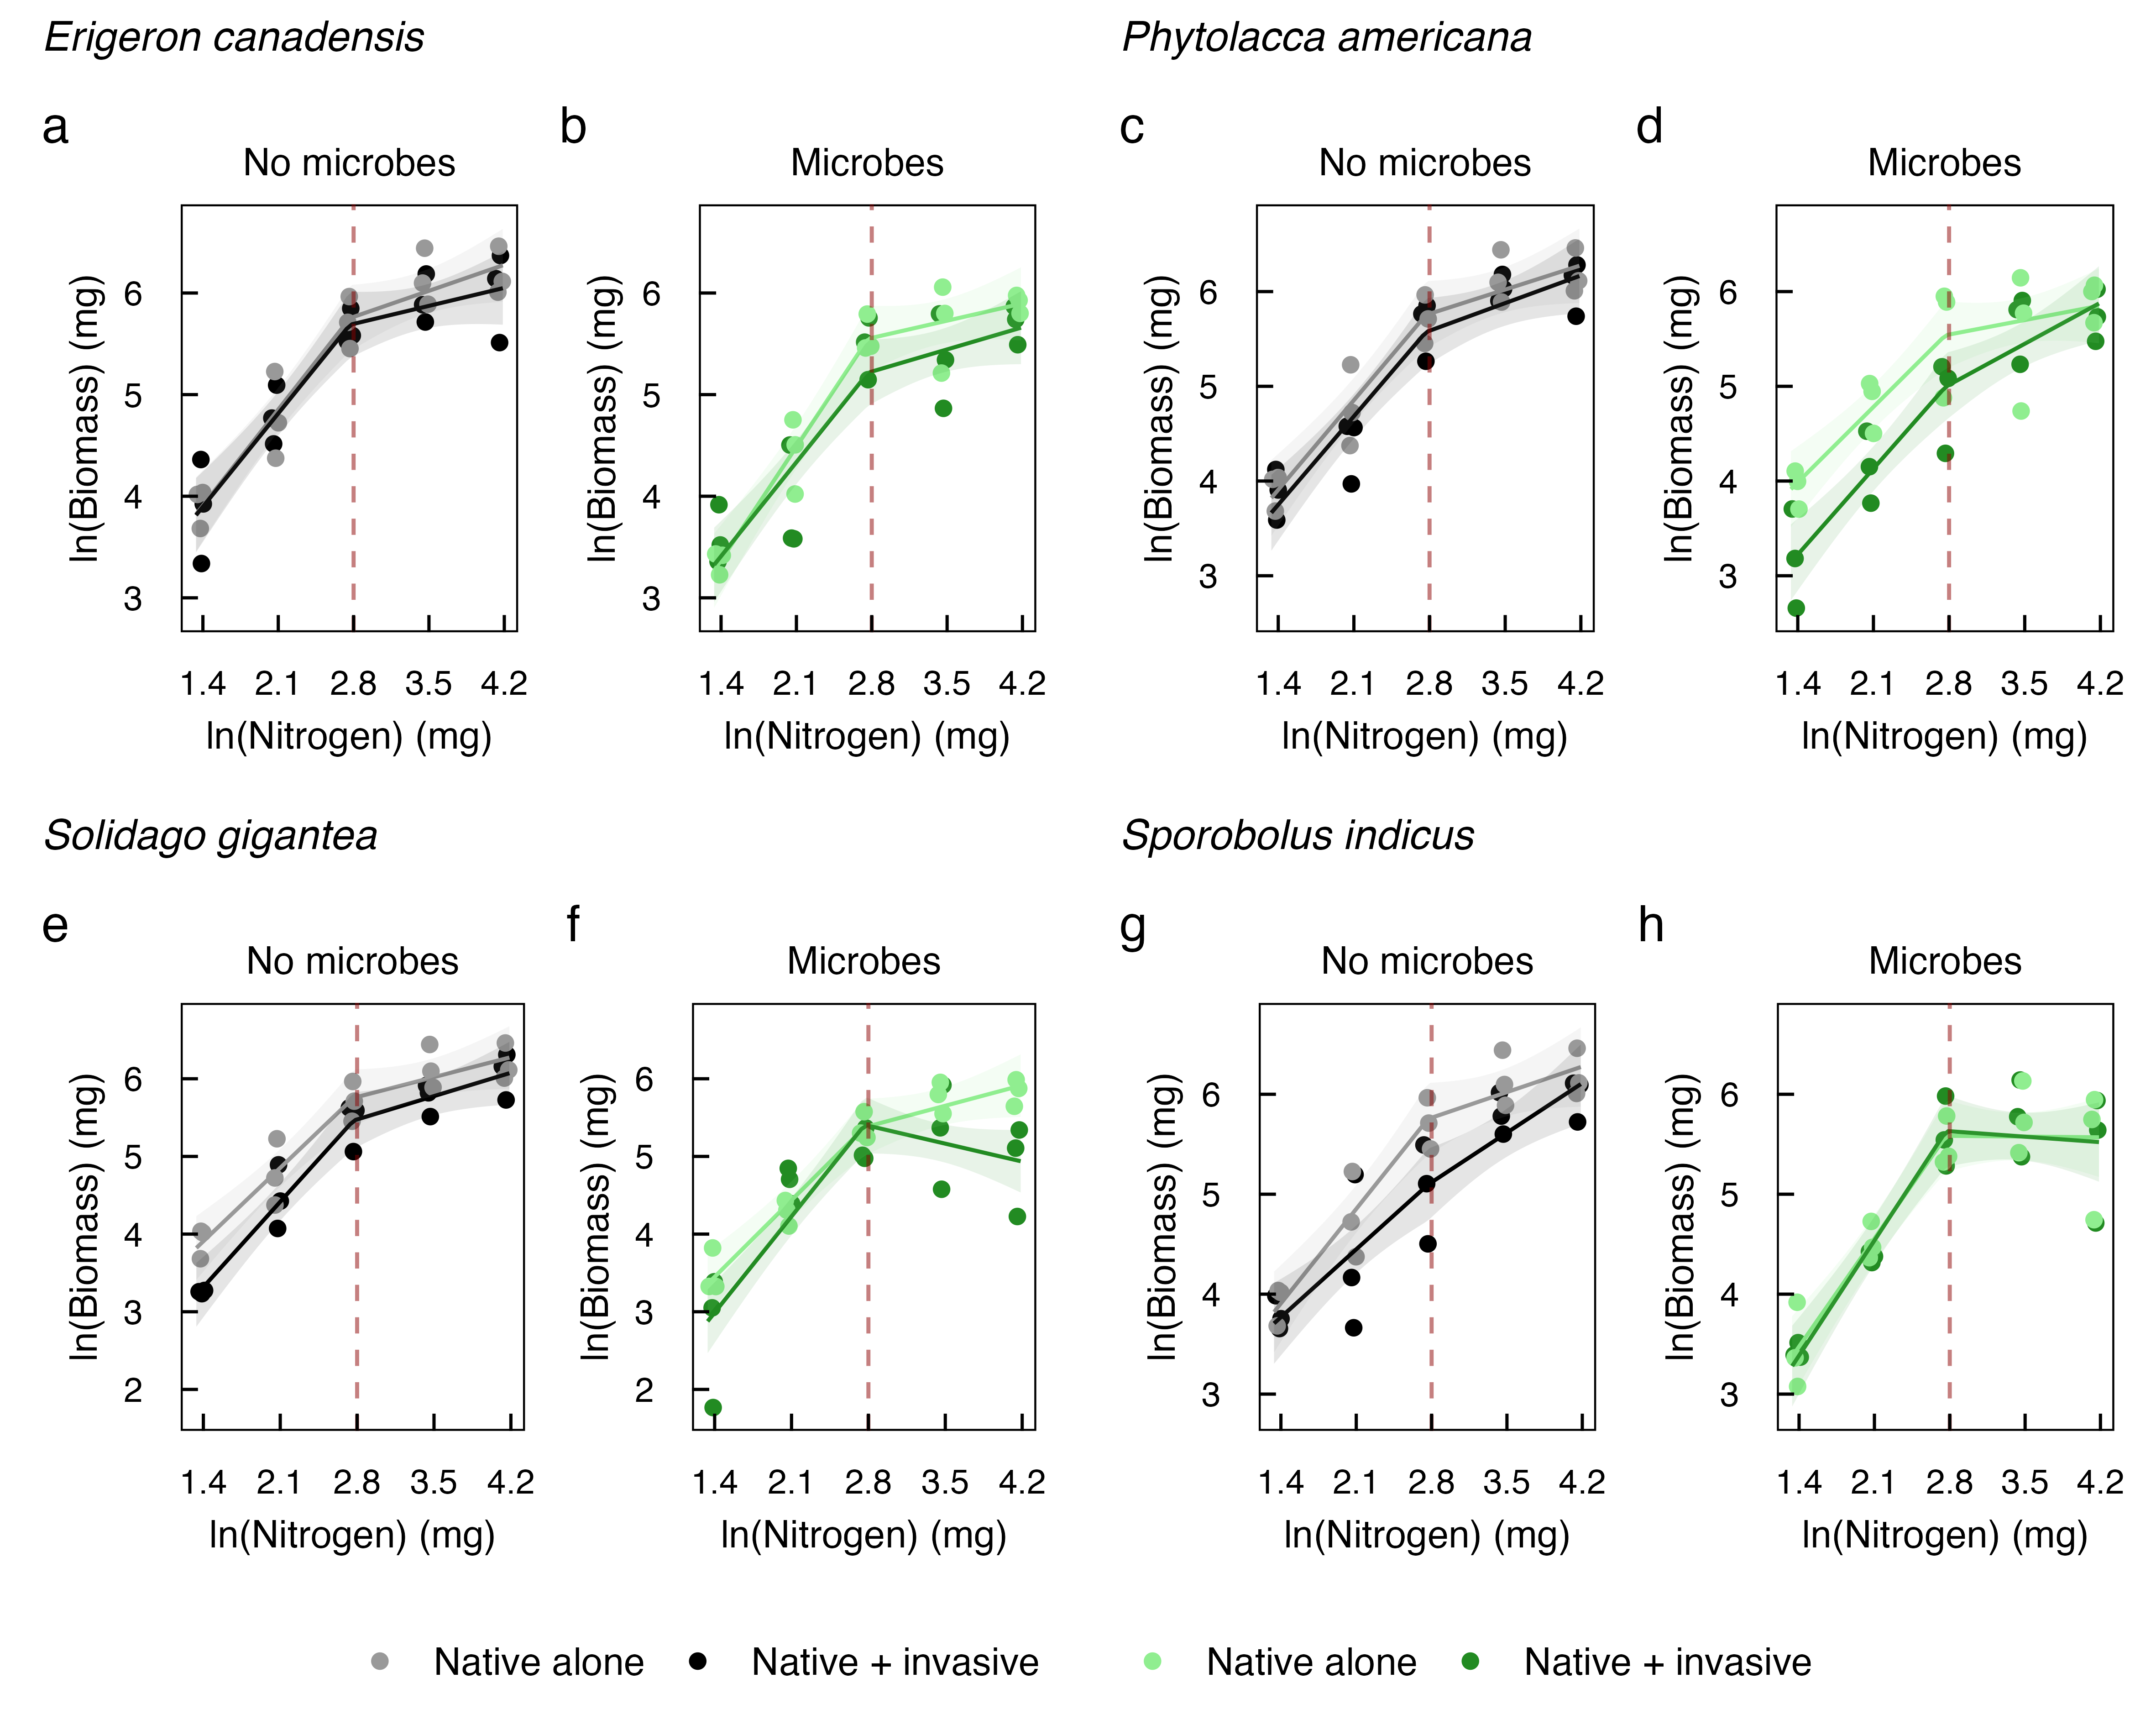 Erigeron canadensis
Phytolacca americana
a
b
c
d
No microbes
Microbes
No microbes
Microbes
ln(Biomass) (mg)
6
5
4
3
ln(Biomass) (mg)
6
5
4
3
ln(Biomass) (mg)
6
5
4
3
ln(Biomass) (mg)
6
5
4
3
1.4 2.1 2.8 3.5 4.2
1.4 2.1 2.8 3.5 4.2
1.4 2.1 2.8 3.5 4.2
1.4 2.1 2.8 3.5 4.2
ln(Nitrogen) (mg)
ln(Nitrogen) (mg)
ln(Nitrogen) (mg)
ln(Nitrogen) (mg)
Solidago gigantea
Sporobolus indicus
e
f
g
h
No microbes
Microbes
No microbes
Microbes
ln(Biomass) (mg)
6
5
4
3
2
ln(Biomass) (mg)
6
5
4
3
2
ln(Biomass) (mg)
6
5
4
3
ln(Biomass) (mg)
6
5
4
3
1.4 2.1 2.8 3.5 4.2
1.4 2.1 2.8 3.5 4.2
1.4 2.1 2.8 3.5 4.2
1.4 2.1 2.8 3.5 4.2
ln(Nitrogen) (mg)
ln(Nitrogen) (mg)
ln(Nitrogen) (mg)
ln(Nitrogen) (mg)
Native alone
Native + invasive
Native alone
Native + invasive